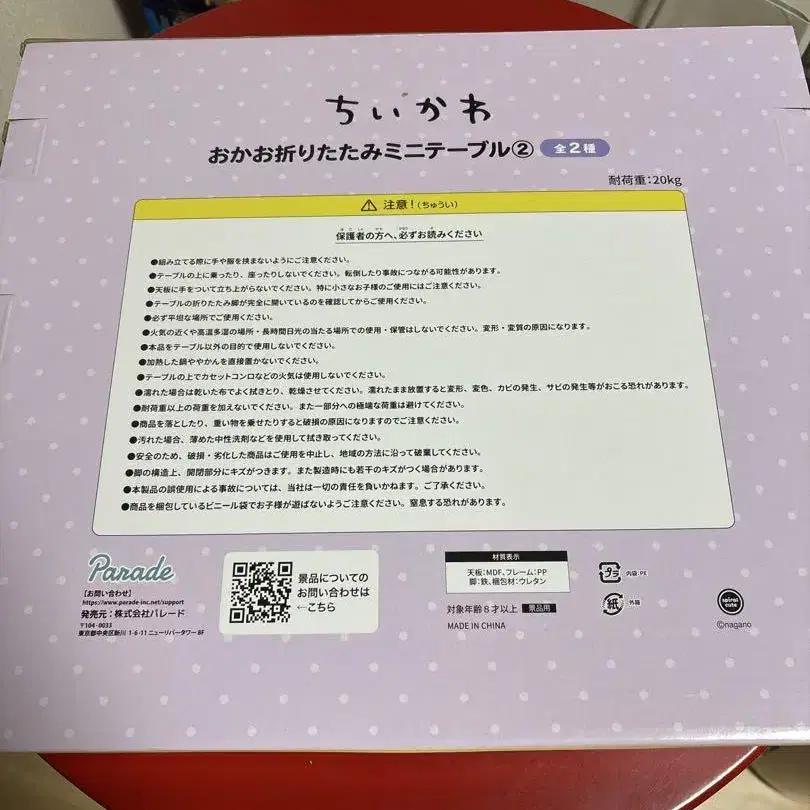 ちいかわ
おかお折りたたみミニテーブル② 全2種
耐荷重:20kg
⚠ 注意!(ちゅうい)
保護者の方へ、必ずお読みください
●組み立てる際に手や服を挟まないようにご注意ください。
●テーブルの上に乗ったり、座ったりしないでください。転倒したり事故につながる可能性があります。
●天板に手をついて立ち上がらないでください。特に小さなお子様のご使用にはご注意ください。
●テーブルの折りたたみ脚が完全に開いているのを確認してからご使用ください。
●必ず平坦な場所でご使用ください。
●火気の近くや高温多湿の場所・長時間日光の当たる場所での使用・保管はしないでください。変形・変質の原因になります。
●本品をテーブル以外の目的で使用しないでください。
●加熱した鍋ややかんを直接置かないでください。
●テーブルの上でカセットコンロなどの火気は使用しないでください。
●濡れた場合は乾いた布でよく拭きとり、乾燥させてください。濡れたまま放置すると変形、変色、カビの発生、サビの発生等がおこる恐れがあります。
●耐荷重以上の荷重を加えないでください。また一部分への極端な荷重は避けてください。
●商品を落としたり、重い物を乗せたりすると破損の原因になりますのでご注意ください。
●汚れた場合、薄めた中性洗剤などを使用して拭き取ってください。
●安全のため、破損・劣化した商品はご使用を中止し、地域の方法に沿って破棄してください。
●脚の構造上、開閉部分にキズがつきます。また製造時にも若干のキズがつく場合があります。
●本製品の誤使用による事故については、当社は一切の責任を負いかねます。ご了承ください。
●商品を梱包しているビニール袋でお子様が遊ばないようご注意ください。窒息する恐れがあります。
Parade
【お問い合わせ】
https://www.parade-inc.net/support
発売元:株式会社パレード
〒104-0033
東京都中央区新川 1-6-11 ニューリバータワー 8F
景品についての
お問い合わせは
←こちら
材質表示
天板:MDF、フレーム:PP
脚:鉄、梱包材:ウレタン
対象年齢8才以上 景品用
MADE IN CHINA
プラ 内袋:PE
紙 :外箱
spiral
cute
©nagano